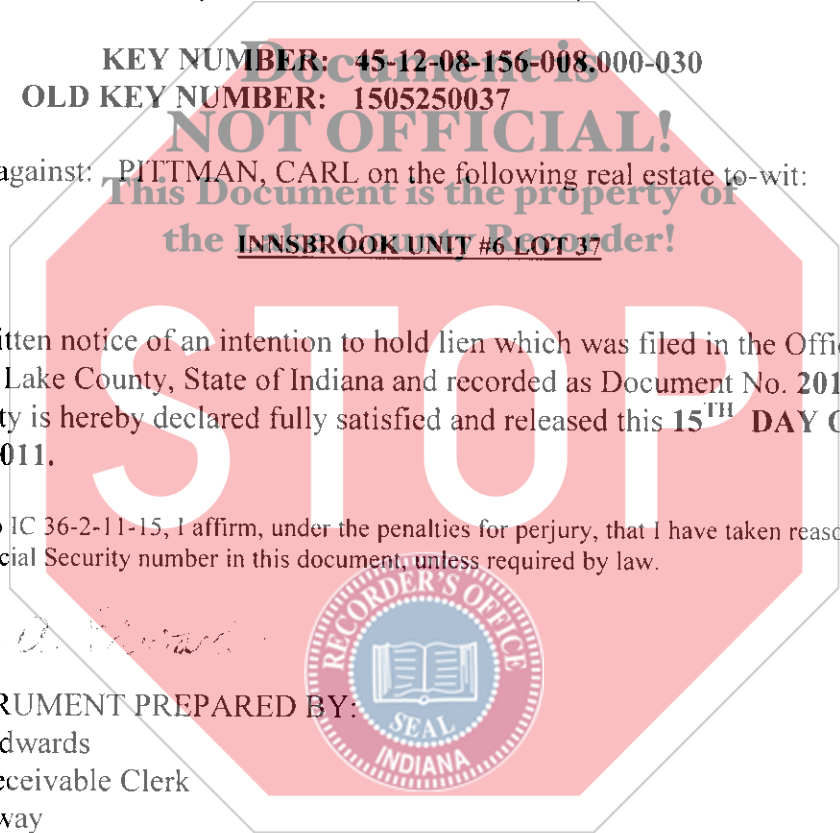 KEY NUMBER: 45-12-08-156-008.000-030
OLD KEY NUMBER: 1505250037
Document is
NOT OFFICIAL!
This Document is the property of
the Lake County Recorder!
against: PITTMAN, CARL on the following real estate to-wit:
INNSBROOK UNIT #6 LOT 37
STOP
itten notice of an intention to hold lien which was filed in the Offi
Lake County, State of Indiana and recorded as Document No. 201
ty is hereby declared fully satisfied and released this 15TH DAY O
011.
o IC 36-2-11-15, I affirm, under the penalties for perjury, that I have taken reaso
cial Security number in this document, unless required by law.
RECORDER'S OFFICE
SEAL
INDIANA
RUMENT PREPARED BY:
dwards
eceivable Clerk
way